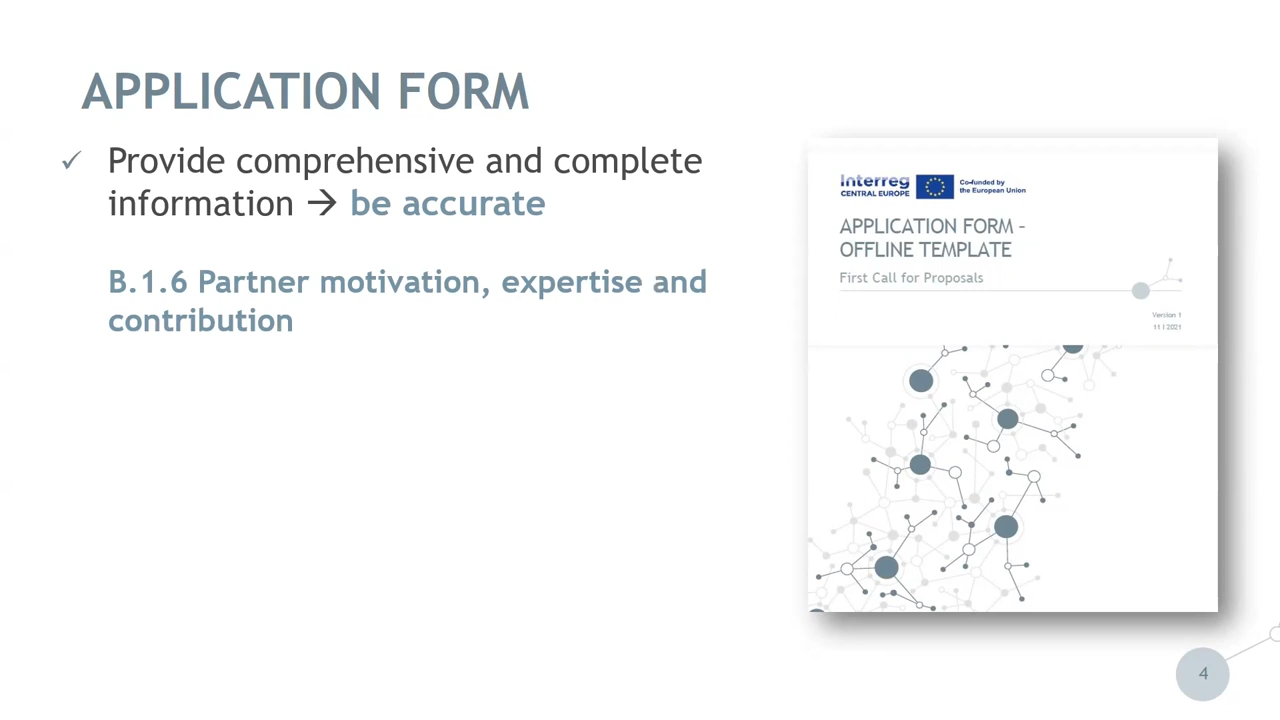 APPLICATION FORM
✓ Provide comprehensive and complete
information → be accurate
B.1.6 Partner motivation, expertise and
contribution
Interreg
CENTRAL EUROPE
Co-funded by
the European Union
APPLICATION FORM –
OFFLINE TEMPLATE
First Call for Proposals
Version 1
11 I 2021
4